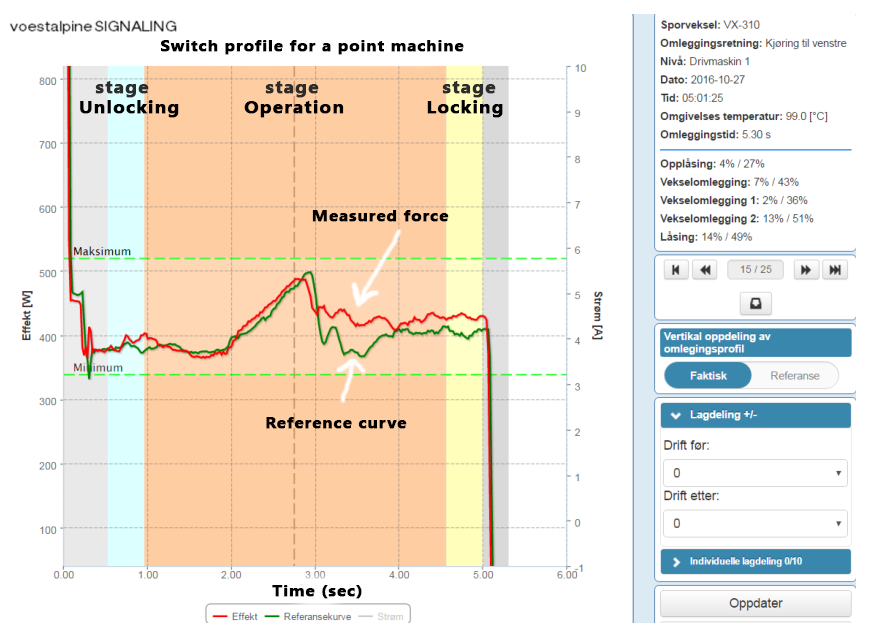 voestalpine SIGNALING
Switch profile for a point machine
stage Unlocking
stage Operation
stage Locking
Measured force
Maksimum
Minimum
Reference curve
Effekt [W]
800
700
600
500
400
300
200
100
Strøm [A]
10
9
8
7
6
5
4
3
2
1
0
-1
0.00 1.00 2.00 3.00 4.00 5.00 6.00
Time (sec)
Effekt Referansekurve Strøm
Sporveksel: VX-310
Omleggingsretning: Kjøring til venstre
Nivå: Drivmaskin 1
Dato: 2016-10-27
Tid: 05:01:25
Omgivelses temperatur: 99.0 [°C]
Omleggingstid: 5.30 s
Opplåsing: 4% / 27%
Vekselomlegging: 7% / 43%
Vekselomlegging 1: 2% / 36%
Vekselomlegging 2: 13% / 51%
Låsing: 14% / 49%
15 / 25
Vertikal oppdeling av
omlegingsprofil
Faktisk Referanse
Lagdeling +/-
Drift før:
0
Drift etter:
0
Individuelle lagdeling 0/10
Oppdater